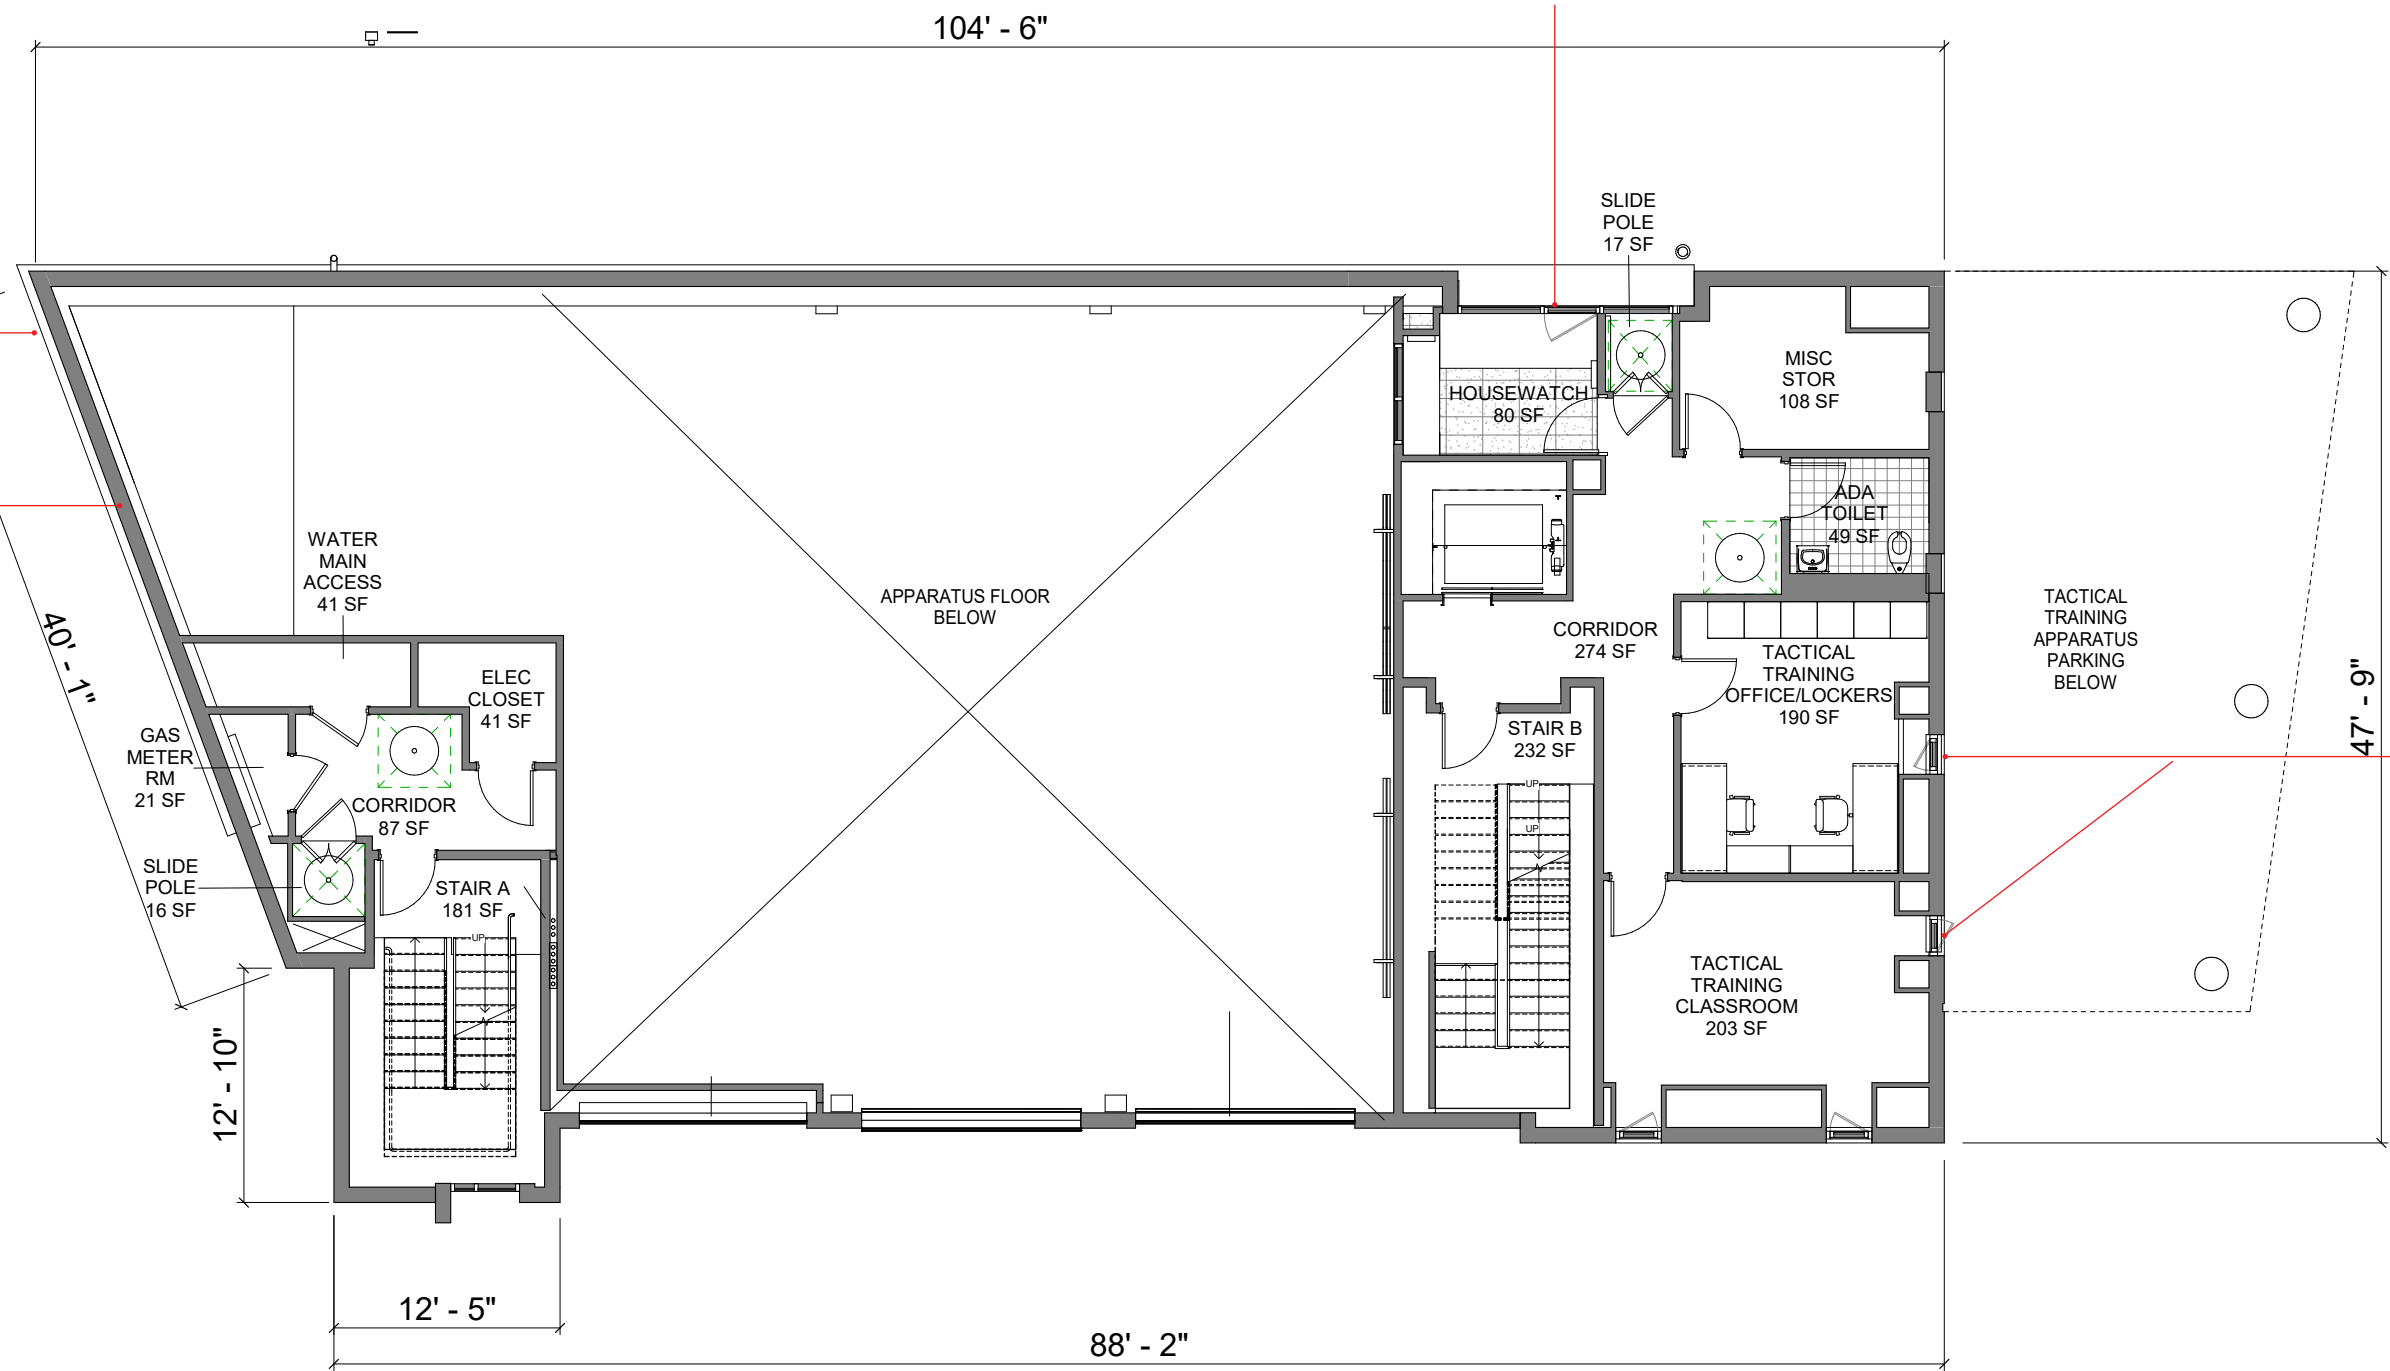 104' - 6"
SLIDE
POLE
17 SF
MISC
STOR
108 SF
HOUSEWATCH
80 SF
ADA
TOILET
49 SF
WATER
MAIN
ACCESS
41 SF
APPARATUS FLOOR
BELOW
TACTICAL
TRAINING
APPARATUS
PARKING
BELOW
40' - 1"
CORRIDOR
274 SF
TACTICAL
TRAINING
OFFICE/LOCKERS
190 SF
47' - 9"
ELEC
CLOSET
41 SF
GAS
METER
RM
21 SF
STAIR B
232 SF
CORRIDOR
87 SF
UP
UP
SLIDE
POLE
16 SF
STAIR A
181 SF
UP
TACTICAL
TRAINING
CLASSROOM
203 SF
12' - 10"
12' - 5"
88' - 2"